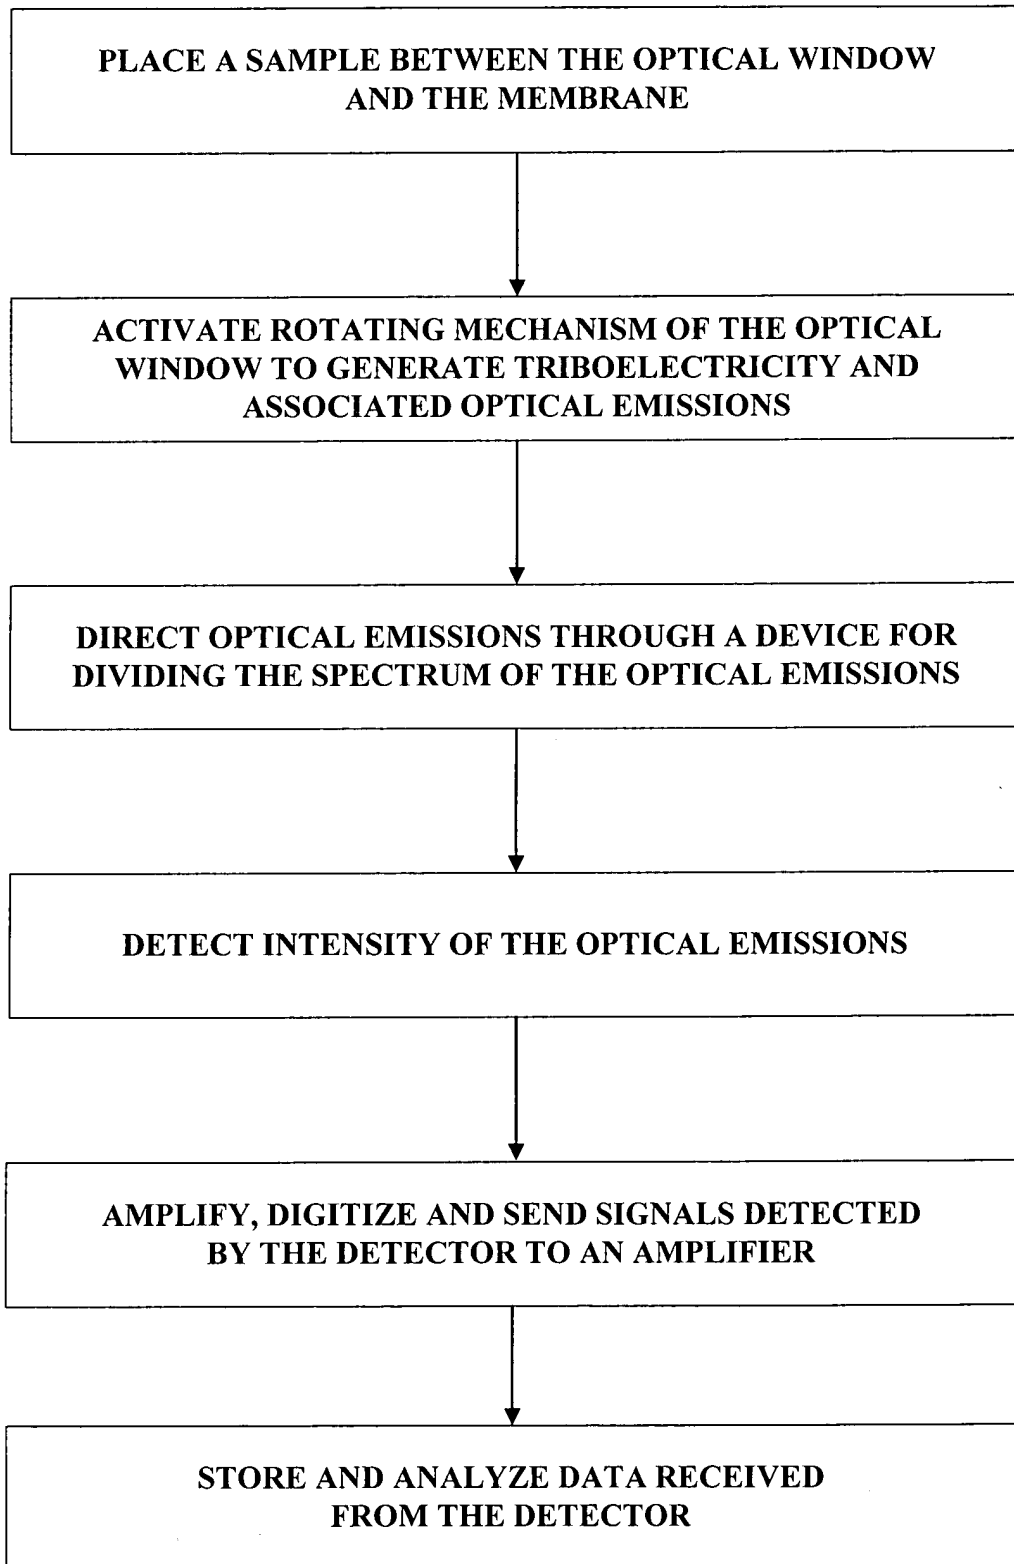 PLACE A SAMPLE BETWEEN THE OPTICAL WINDOW
AND THE MEMBRANE
ACTIVATE ROTATING MECHANISM OF THE OPTICAL
WINDOW TO GENERATE TRIBOELECTRICITY AND
ASSOCIATED OPTICAL EMISSIONS
DIRECT OPTICAL EMISSIONS THROUGH A DEVICE FOR
DIVIDING THE SPECTRUM OF THE OPTICAL EMISSIONS
DETECT INTENSITY OF THE OPTICAL EMISSIONS
AMPLIFY, DIGITIZE AND SEND SIGNALS DETECTED
BY THE DETECTOR TO AN AMPLIFIER
STORE AND ANALYZE DATA RECEIVED
FROM THE DETECTOR